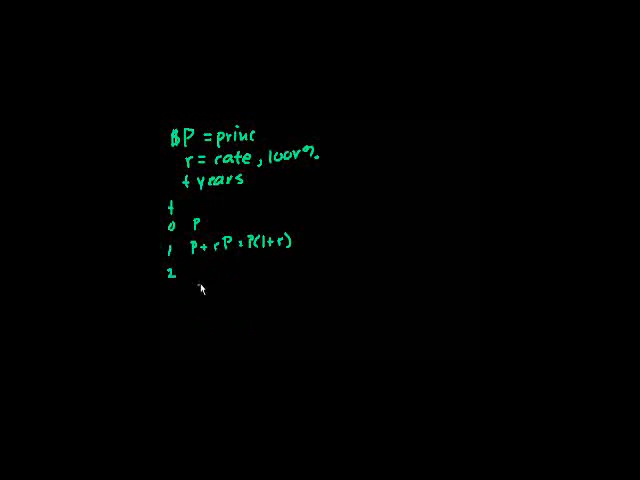 $P = princ
r = rate, 100r%.
t years
t
0 P
1 P + rP = P(1+r)
2